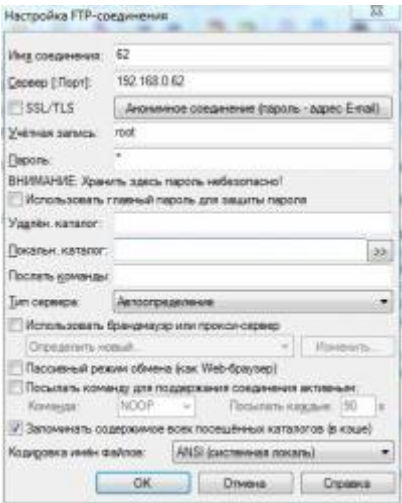 Настройка FTP-соединения
Имя соединения: 62
Сервер [:Порт]: 192.168.0.62
SSL/TLS Анонимное соединение (пароль - адрес E-mail)
Учётная запись: root
Пароль: *
ВНИМАНИЕ: Хранить здесь пароль небезопасно!
Использовать главный пароль для защиты пароля
Удалён. каталог:
Локальн. каталог: >>
Послать команды:
Тип сервера: Автоопределение
Использовать брандмауэр или прокси-сервер
Определить новый... Изменить...
Пассивный режим обмена (как Web-браузер)
Посылать команду для поддержания соединения активным:
Команда: NOOP Посылать каждые: 90 s
Запоминать содержимое всех посещённых каталогов (в кэше)
Кодировка имён файлов: ANSI (системная локаль)
OK Отмена Справка